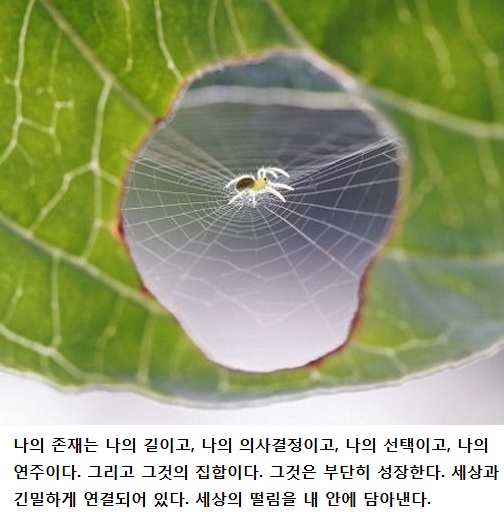 나의 존재는 나의 길이고, 나의 의사결정이고, 나의 선택이고, 나의
연주이다. 그리고 그것의 집합이다. 그것은 부단히 성장한다. 세상과
긴밀하게 연결되어 있다. 세상의 떨림을 내 안에 담아낸다.